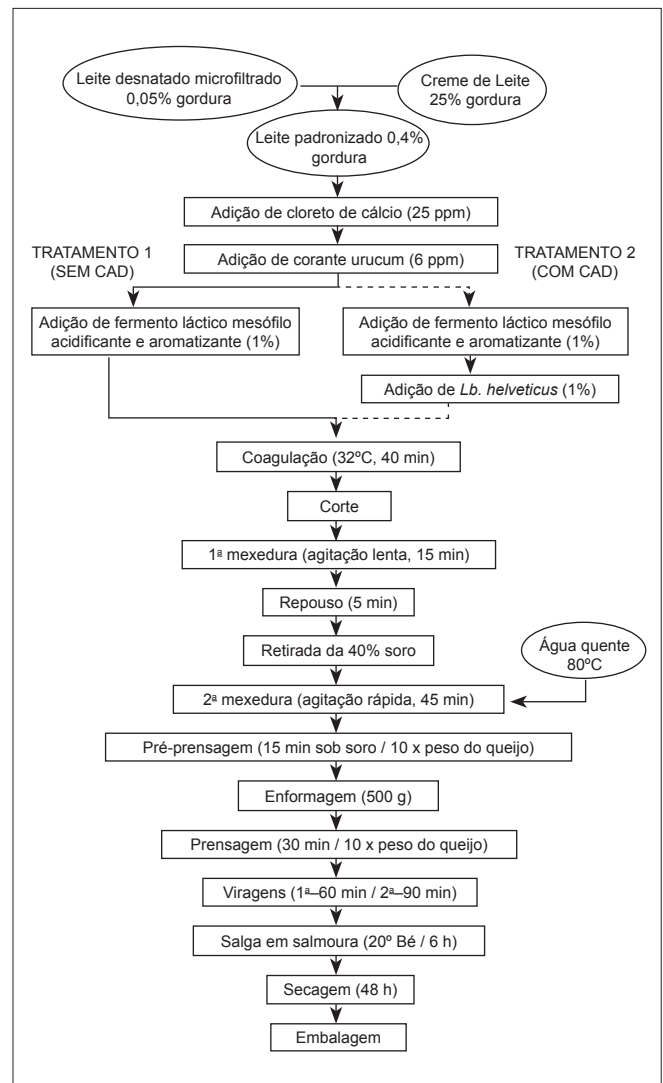 Leite desnatado microfiltrado
0,05% gordura
Creme de Leite
25% gordura
Leite padronizado 0,4%
gordura
Adição de cloreto de cálcio (25 ppm)
TRATAMENTO 1
(SEM CAD)
Adição de corante urucum (6 ppm)
TRATAMENTO 2
(COM CAD)
Adição de fermento láctico mesófilo
acidificante e aromatizante (1%)
Adição de fermento láctico mesófilo
acidificante e aromatizante (1%)
Adição de Lb. helveticus (1%)
Coagulação (32ºC, 40 min)
Corte
1ª mexedura (agitação lenta, 15 min)
Repouso (5 min)
Retirada da 40% soro
Água quente
80ºC
2ª mexedura (agitação rápida, 45 min)
Pré-prensagem (15 min sob soro / 10 x peso do queijo)
Enformagem (500 g)
Prensagem (30 min / 10 x peso do queijo)
Viragens (1ª–60 min / 2ª–90 min)
Salga em salmoura (20º Bé / 6 h)
Secagem (48 h)
Embalagem